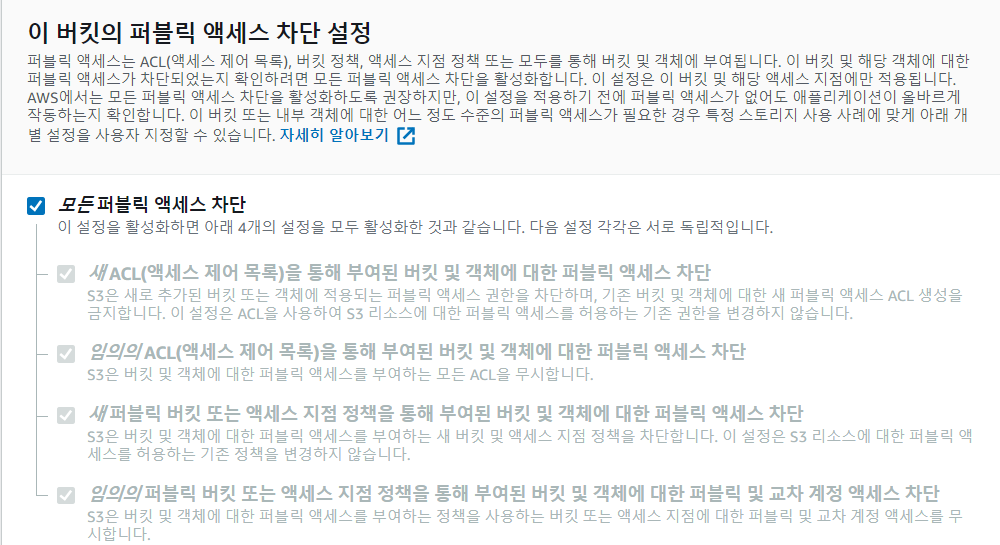 이 버킷의 퍼블릭 액세스 차단 설정
퍼블릭 액세스는 ACL(액세스 제어 목록), 버킷 정책, 액세스 지점 정책 또는 모두를 통해 버킷 및 객체에 부여됩니다. 이 버킷 및 해당 객체에 대한
퍼블릭 액세스가 차단되었는지 확인하려면 모든 퍼블릭 액세스 차단을 활성화합니다. 이 설정은 이 버킷 및 해당 액세스 지점에만 적용됩니다.
AWS에서는 모든 퍼블릭 액세스 차단을 활성화하도록 권장하지만, 이 설정을 적용하기 전에 퍼블릭 액세스가 없어도 애플리케이션이 올바르게
작동하는지 확인합니다. 이 버킷 또는 내부 객체에 대한 어느 정도 수준의 퍼블릭 액세스가 필요한 경우 특정 스토리지 사용 사례에 맞게 아래 개
별 설정을 사용자 지정할 수 있습니다. 자세히 알아보기
모든 퍼블릭 액세스 차단
이 설정을 활성화하면 아래 4개의 설정을 모두 활성화한 것과 같습니다. 다음 설정 각각은 서로 독립적입니다.
새 ACL(액세스 제어 목록)을 통해 부여된 버킷 및 객체에 대한 퍼블릭 액세스 차단
S3은 새로 추가된 버킷 또는 객체에 적용되는 퍼블릭 액세스 권한을 차단하며, 기존 버킷 및 객체에 대한 새 퍼블릭 액세스 ACL 생성을
금지합니다. 이 설정은 ACL을 사용하여 S3 리소스에 대한 퍼블릭 액세스를 허용하는 기존 권한을 변경하지 않습니다.
임의의 ACL(액세스 제어 목록)을 통해 부여된 버킷 및 객체에 대한 퍼블릭 액세스 차단
S3은 버킷 및 객체에 대한 퍼블릭 액세스를 부여하는 모든 ACL을 무시합니다.
새 퍼블릭 버킷 또는 액세스 지점 정책을 통해 부여된 버킷 및 객체에 대한 퍼블릭 액세스 차단
S3은 버킷 및 객체에 대한 퍼블릭 액세스를 부여하는 새 버킷 및 액세스 지점 정책을 차단합니다. 이 설정은 S3 리소스에 대한 퍼블릭 액
세스를 허용하는 기존 정책을 변경하지 않습니다.
임의의 퍼블릭 버킷 또는 액세스 지점 정책을 통해 부여된 버킷 및 객체에 대한 퍼블릭 및 교차 계정 액세스 차단
S3은 버킷 및 객체에 대한 퍼블릭 액세스를 부여하는 정책을 사용하는 버킷 또는 액세스 지점에 대한 퍼블릭 및 교차 계정 액세스를 무
시합니다.